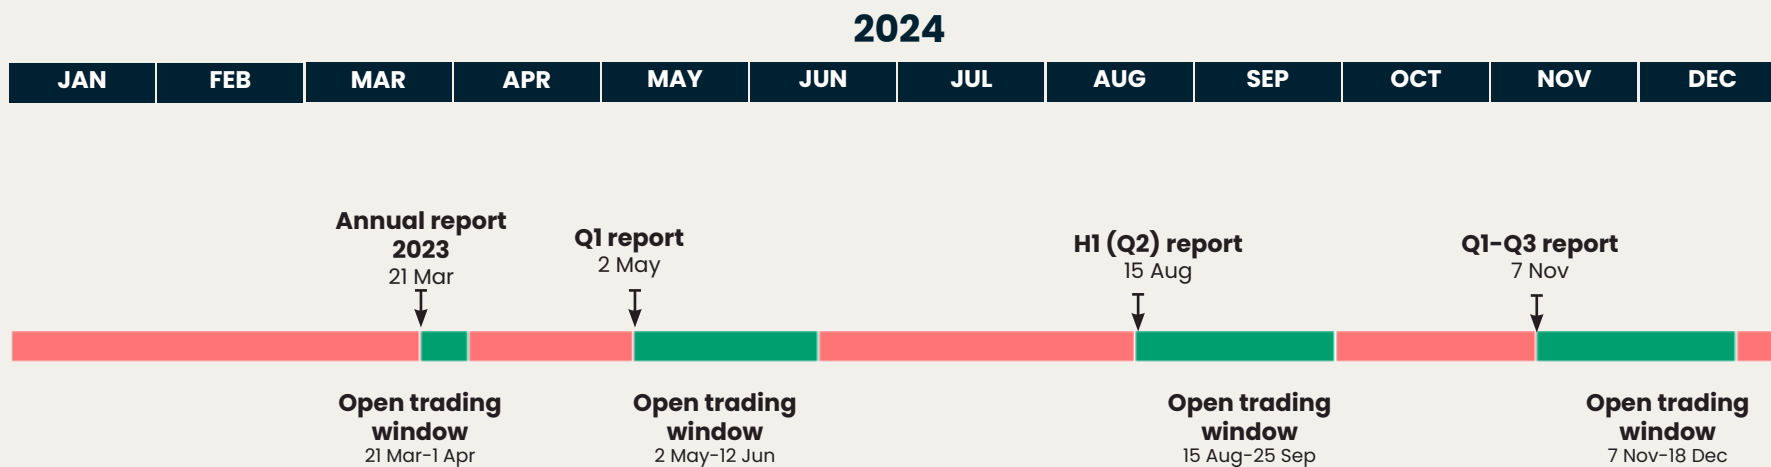 2024
JAN FEB MAR APR MAY JUN JUL AUG SEP OCT NOV DEC
Annual report
2023
21 Mar
Q1 report
2 May
H1 (Q2) report
15 Aug
Q1-Q3 report
7 Nov
Open trading
window
21 Mar-1 Apr
Open trading
window
2 May-12 Jun
Open trading
window
15 Aug-25 Sep
Open trading
window
7 Nov-18 Dec